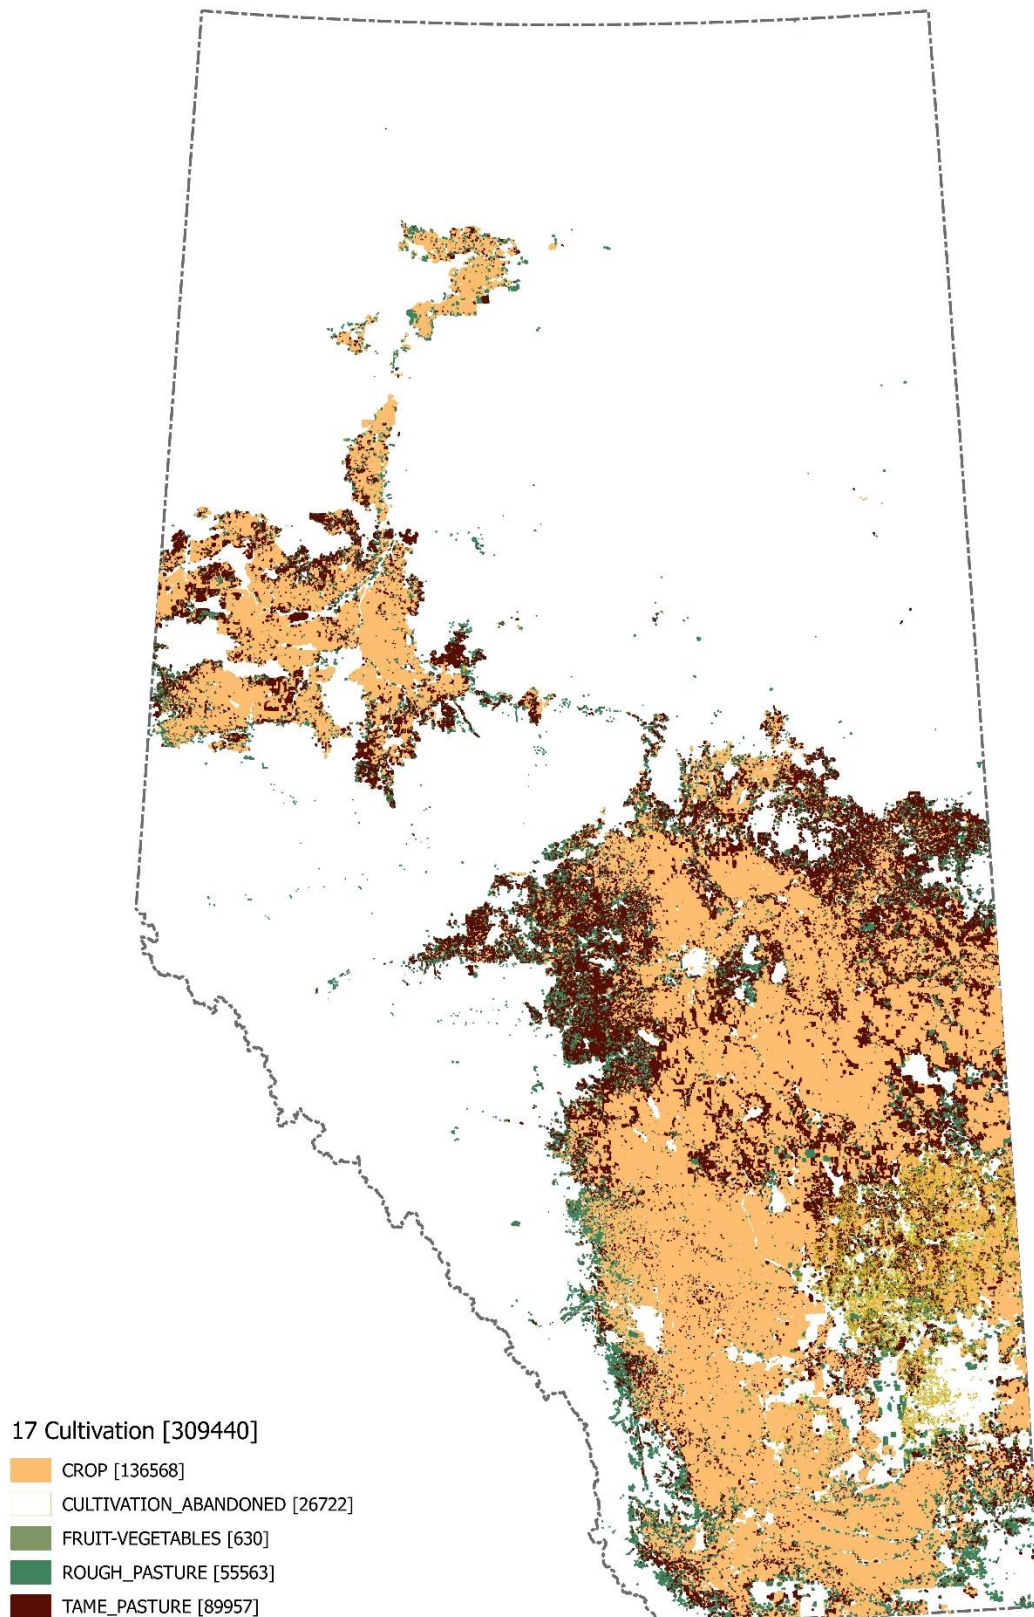 17 Cultivation [309440]
CROP [136568]
CULTIVATION_ABANDONED [26722]
FRUIT-VEGETABLES [630]
ROUGH_PASTURE [55563]
TAME_PASTURE [89957]